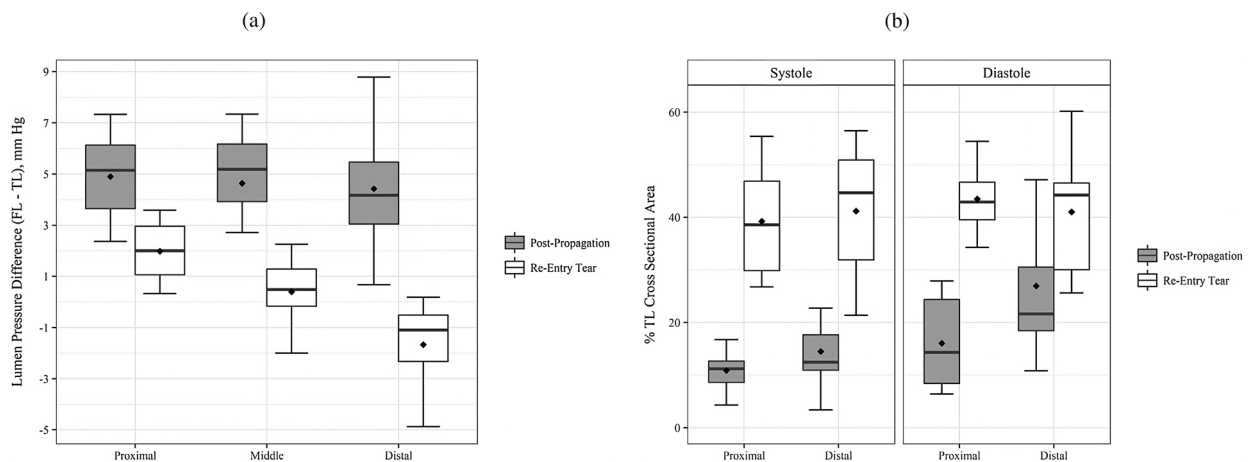 (a)
Lumen Pressure Difference (FL - TL), mm Hg
9
7
5
3
1
-1
-3
-5
Proximal Middle Distal
Post-Propagation
Re-Entry Tear
(b)
% TL Cross Sectional Area
Systole Diastole
60
40
20
0
Proximal Distal Proximal Distal
Post-Propagation
Re-Entry Tear